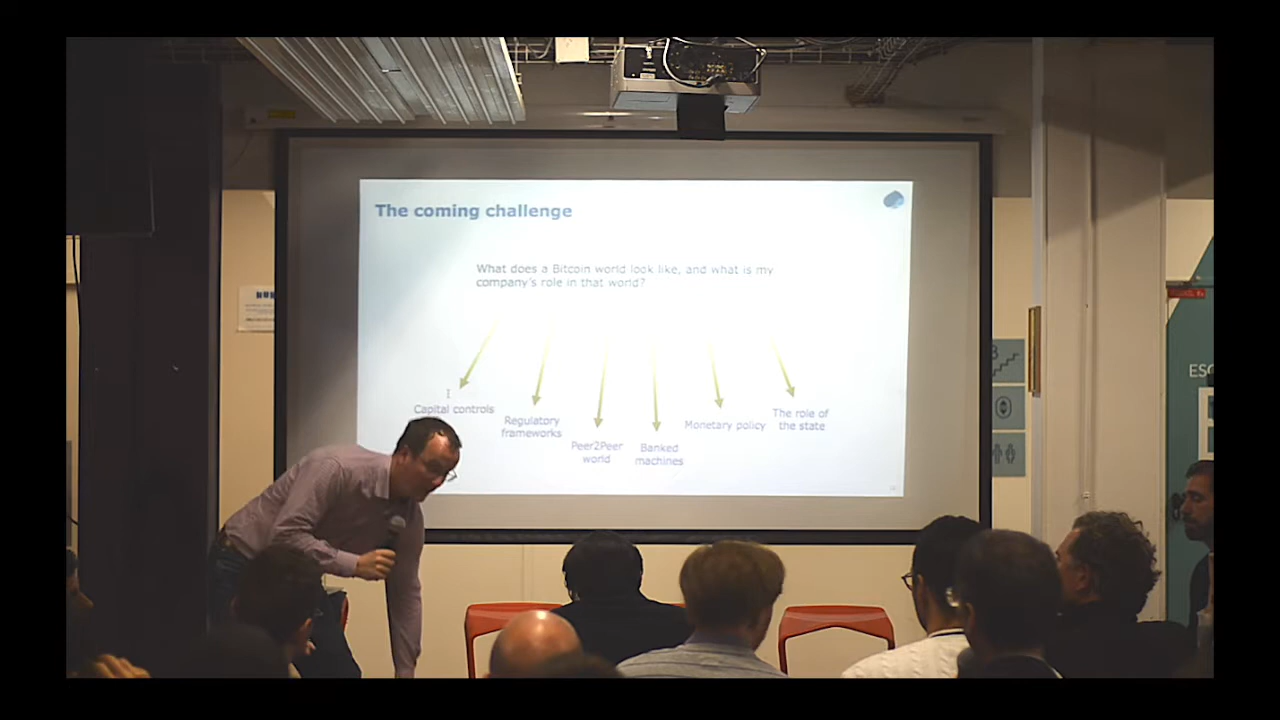 The coming challenge
What does a Bitcoin world look like, and what is my
company's role in that world?
Capital controls
Regulatory
frameworks
Peer2Peer
world
Banked
machines
Monetary policy
The role of
the state
ESC